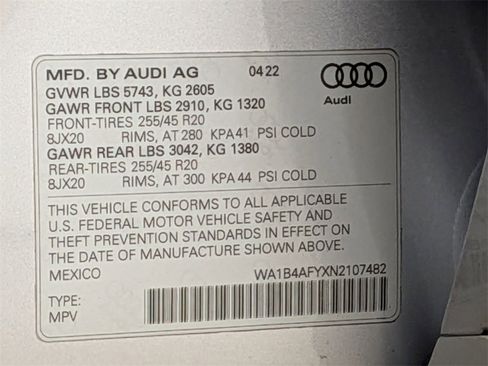 MFD. BY AUDI AG 04 22
GVWR LBS 5743, KG 2605
GAWR FRONT LBS 2910, KG 1320
Audi
FRONT-TIRES 255/45 R20
8JX20 RIMS, AT 280 KPA 41 PSI COLD
GAWR REAR LBS 3042, KG 1380
REAR-TIRES 255/45 R20
8JX20 RIMS, AT 300 KPA 44 PSI COLD
THIS VEHICLE CONFORMS TO ALL APPLICABLE
U.S. FEDERAL MOTOR VEHICLE SAFETY AND
THEFT PREVENTION STANDARDS IN EFFECT ON
THE DATE OF MANUFACTURE SHOWN ABOVE.
MEXICO WA1B4AFYXN2107482
TYPE:
MPV